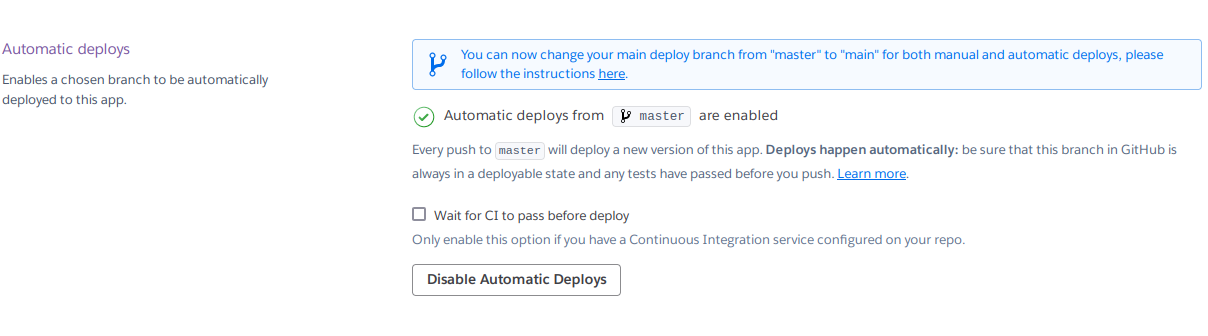 Automatic deploys
Enables a chosen branch to be automatically
deployed to this app.
You can now change your main deploy branch from "master" to "main" for both manual and automatic deploys, please
follow the instructions here.
Automatic deploys from master are enabled
Every push to master will deploy a new version of this app. Deploys happen automatically: be sure that this branch in GitHub is
always in a deployable state and any tests have passed before you push. Learn more.
Wait for CI to pass before deploy
Only enable this option if you have a Continuous Integration service configured on your repo.
Disable Automatic Deploys